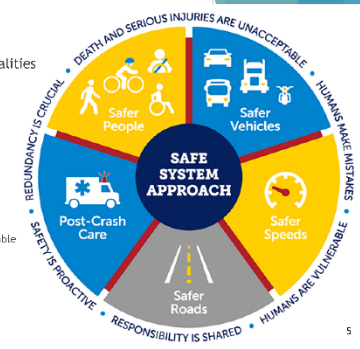 alities
DEATH AND SERIOUS INJURIES ARE UNACCEPTABLE
HUMANS MAKE MISTAKES
HUMANS ARE VULNERABLE
RESPONSIBILITY IS SHARED
SAFETY IS PROACTIVE
REDUNDANCY IS CRUCIAL
Safer
People
Safer
Vehicles
SAFE
SYSTEM
APPROACH
Post-Crash
Care
Safer
Speeds
Safer
Roads
able
5